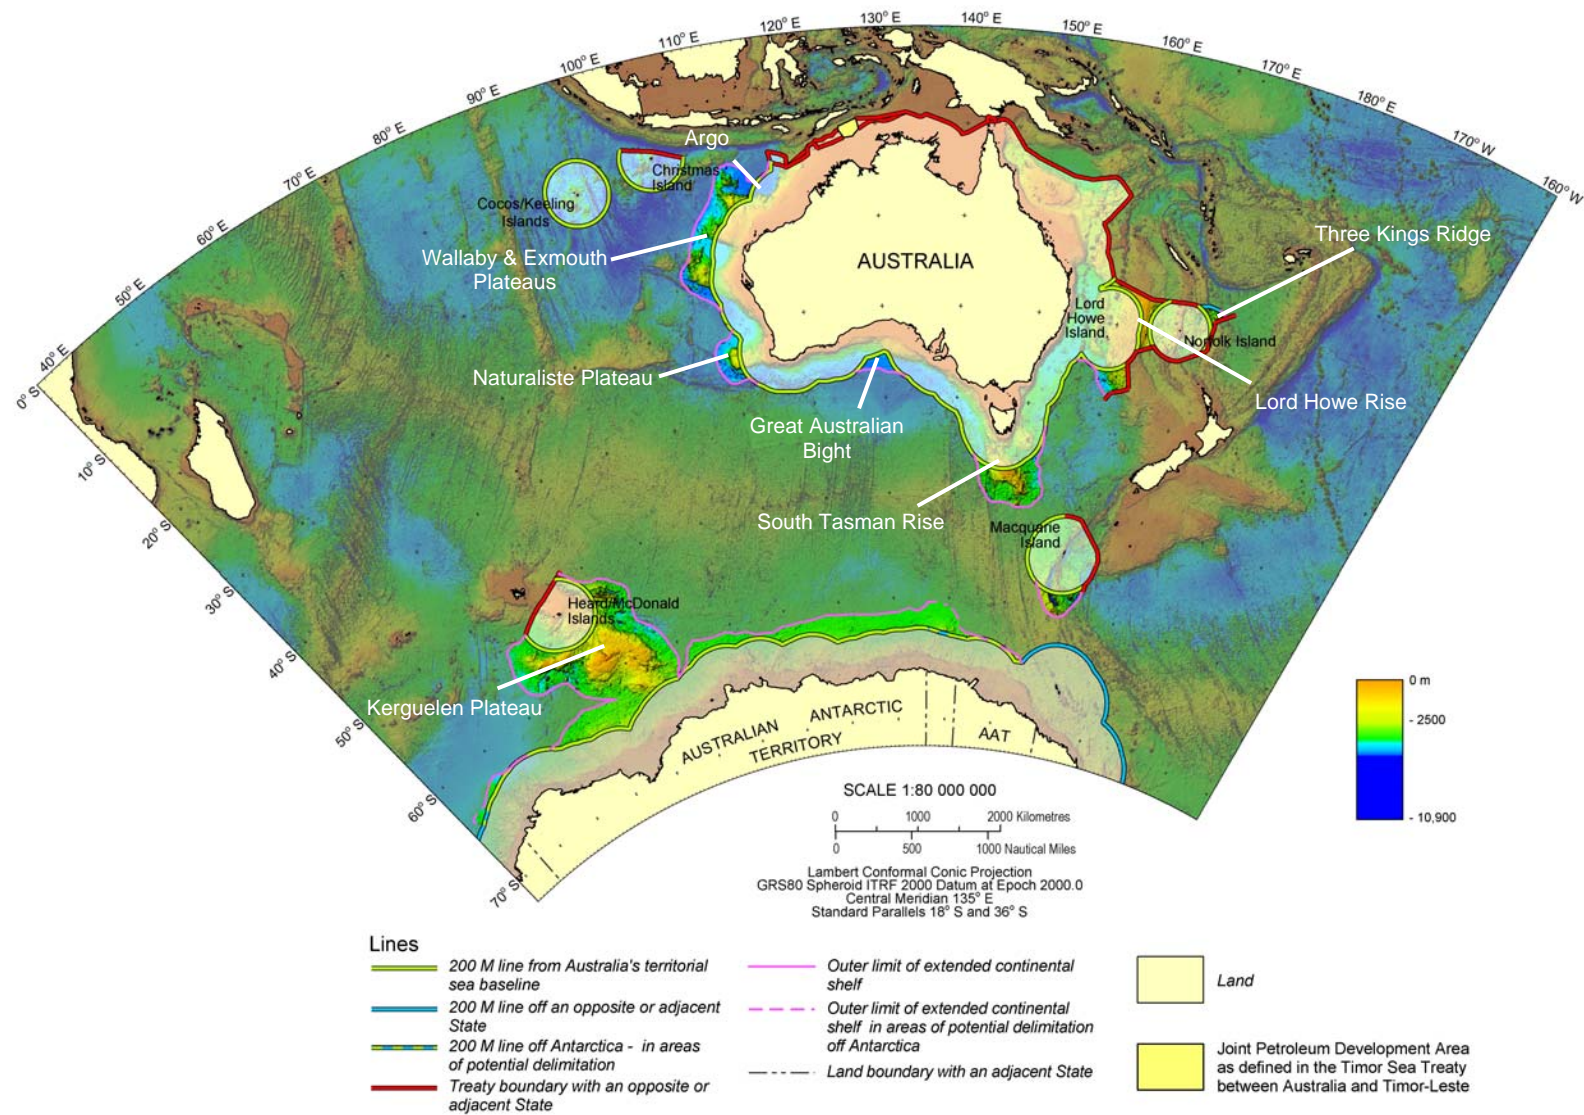 40° E
50° E
60° E
70° E
80° E
90° E
100° E
110° E
120° E
130° E
140° E
150° E
160° E
170° E
180° E
170° W
160° W
0° S
10° S
20° S
30° S
40° S
50° S
60° S
70° S
Argo
Christmas
Island
Cocos/Keeling
Islands
Wallaby & Exmouth
Plateaus
Naturaliste Plateau
AUSTRALIA
Great Australian
Bight
South Tasman Rise
Three Kings Ridge
Lord
Howe
Island
Norfolk Island
Lord Howe Rise
Macquarie
Island
Heard/McDonald
Islands
Kerguelen Plateau
AUSTRALIAN ANTARCTIC
TERRITORY
AAT
0 m
- 2500
- 10,900
SCALE 1:80 000 000
0 1000 2000 Kilometres
0 500 1000 Nautical Miles
Lambert Conformal Conic Projection
GRS80 Spheroid ITRF 2000 Datum at Epoch 2000.0
Central Meridian 135° E
Standard Parallels 18° S and 36° S
Lines
200 M line from Australia's territorial
sea baseline
200 M line off an opposite or adjacent
State
200 M line off Antarctica - in areas
of potential delimitation
Treaty boundary with an opposite or
adjacent State
Outer limit of extended continental
shelf
Outer limit of extended continental
shelf in areas of potential delimitation
off Antarctica
Land boundary with an adjacent State
Land
Joint Petroleum Development Area
as defined in the Timor Sea Treaty
between Australia and Timor-Leste